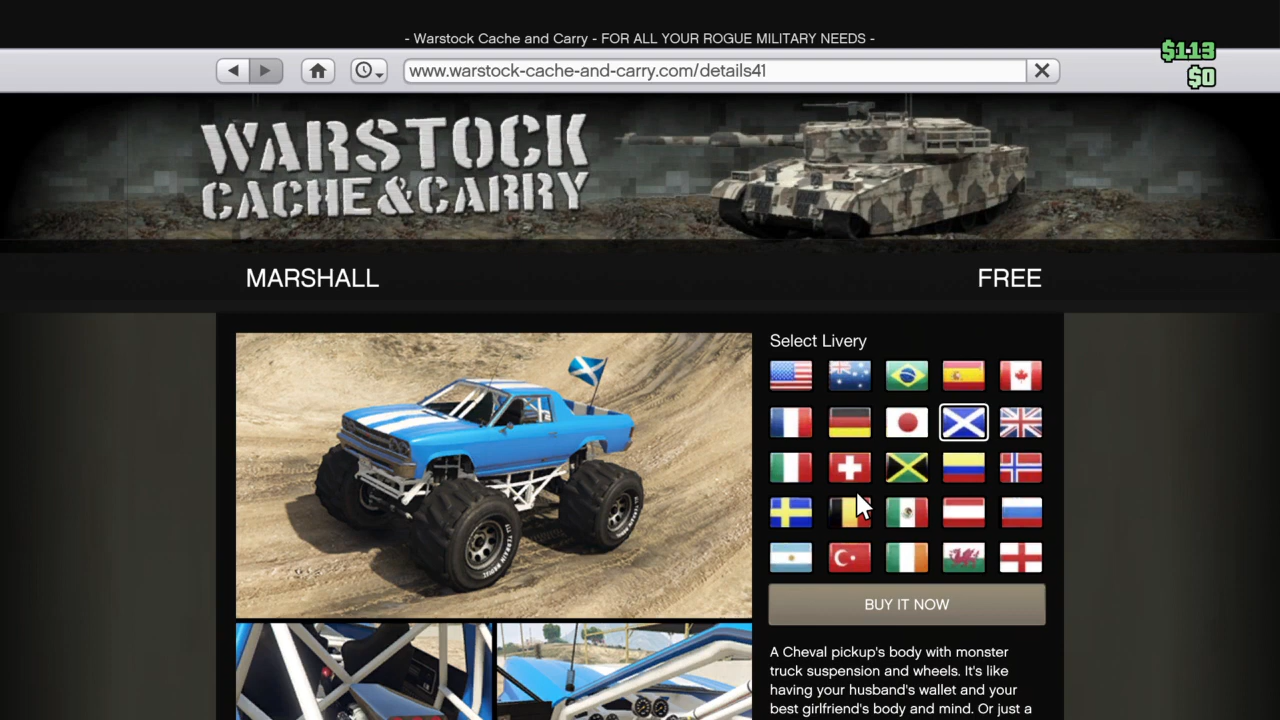 - Warstock Cache and Carry - FOR ALL YOUR ROGUE MILITARY NEEDS -
$113
$0
www.warstock-cache-and-carry.com/details41
WARSTOCK
CACHE&CARRY
MARSHALL
FREE
Select Livery
BUY IT NOW
A Cheval pickup's body with monster
truck suspension and wheels. It's like
having your husband's wallet and your
best girlfriend's body and mind. Or just a